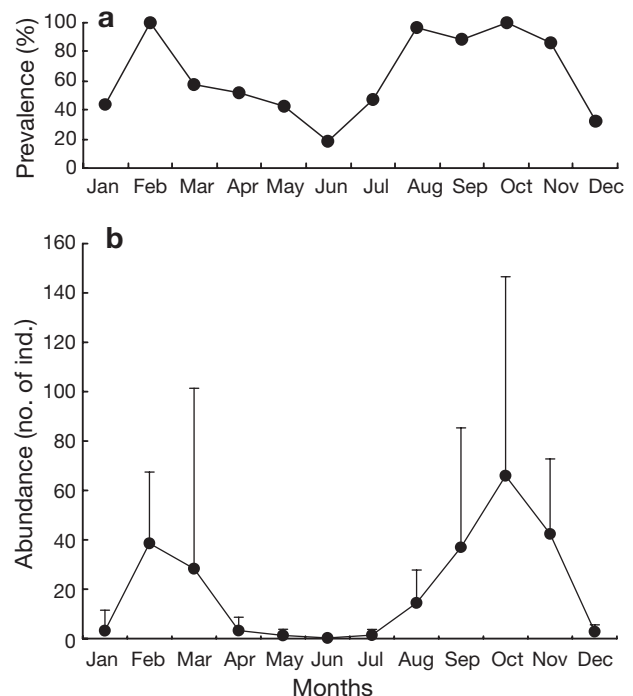 a
Prevalence (%)
100
80
60
40
20
0
Jan Feb Mar Apr May Jun Jul Aug Sep Oct Nov Dec
b
Abundance (no. of ind.)
160
140
120
100
80
60
40
20
0
Jan Feb Mar Apr May Jun Jul Aug Sep Oct Nov Dec
Months